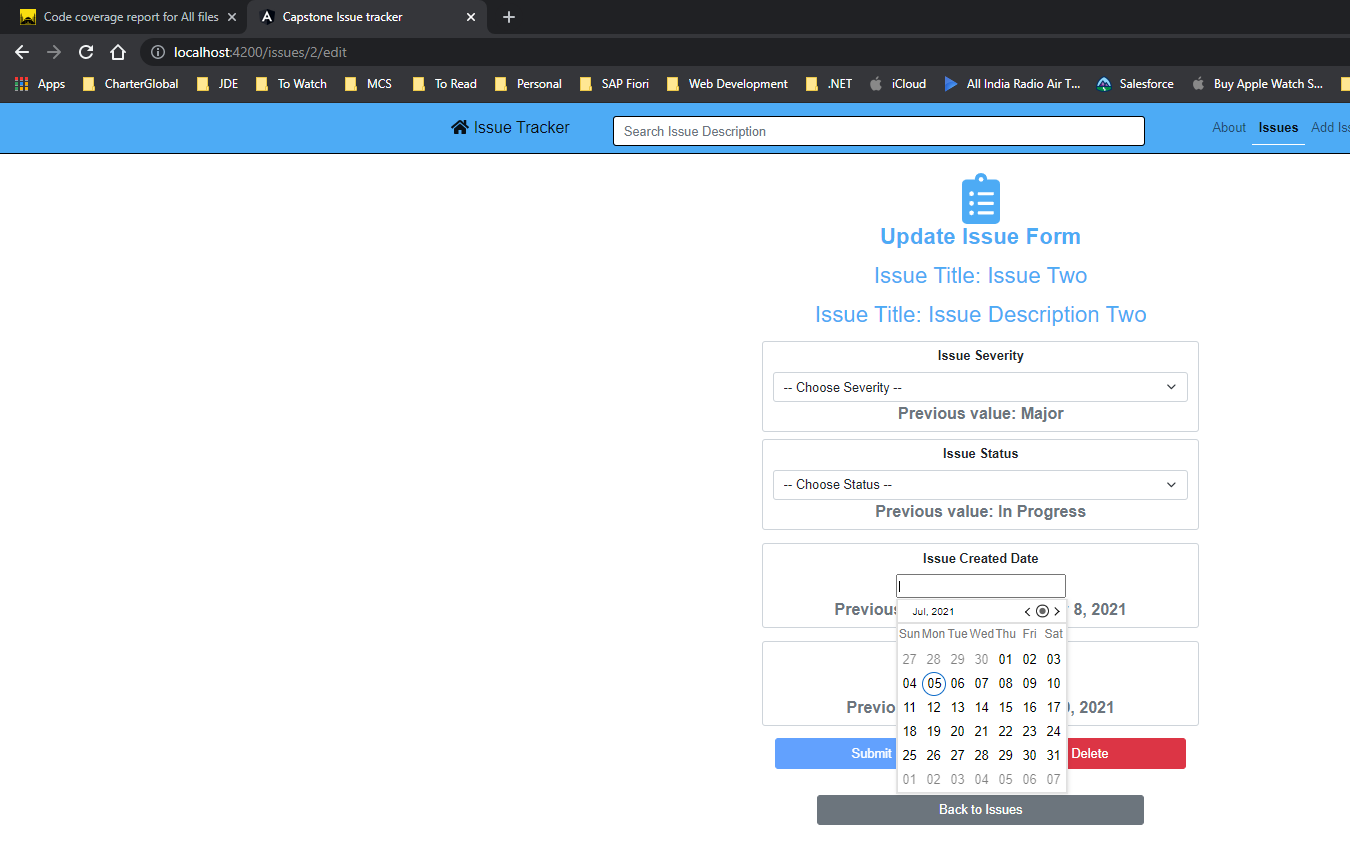 Code coverage report for All files
Capstone Issue tracker
localhost:4200/issues/2/edit
Apps CharterGlobal JDE To Watch MCS To Read Personal SAP Fiori Web Development .NET iCloud All India Radio Air T... Salesforce Buy Apple Watch S...
Issue Tracker Search Issue Description About Issues Add Iss
Update Issue Form
Issue Title: Issue Two
Issue Title: Issue Description Two
Issue Severity
-- Choose Severity --
Previous value: Major
Issue Status
-- Choose Status --
Previous value: In Progress
Issue Created Date
Previous 8, 2021
Jul, 2021
Sun Mon Tue Wed Thu Fri Sat
27 28 29 30 01 02 03
04 05 06 07 08 09 10
11 12 13 14 15 16 17
18 19 20 21 22 23 24
25 26 27 28 29 30 31
01 02 03 04 05 06 07
Previo , 2021
Submit Delete
Back to Issues